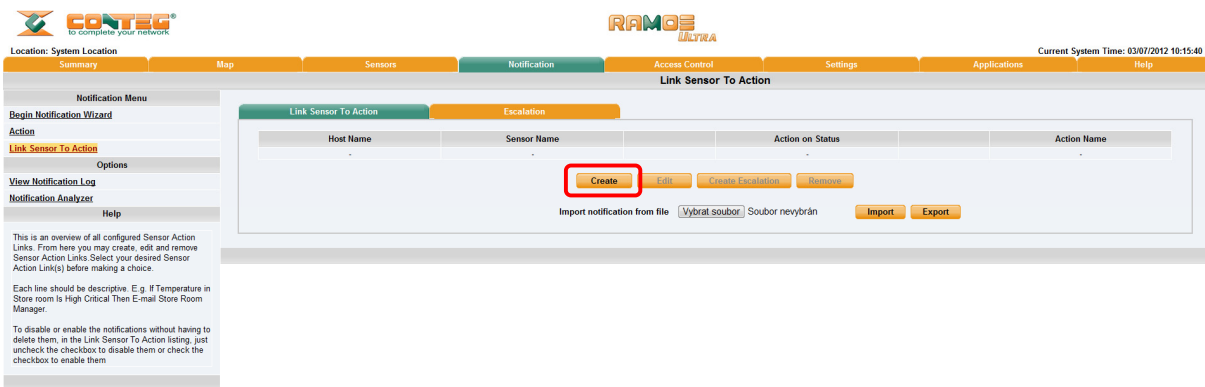 CONTEG®
to complete your network
RAMOS
ULTRA
Location: System Location
Current System Time: 03/07/2012 10:15:40
Summary Map Sensors Notification Access Control Settings Applications Help
Link Sensor To Action
Notification Menu
Begin Notification Wizard
Action
Link Sensor To Action
Options
View Notification Log
Notification Analyzer
Help
This is an overview of all configured Sensor Action
Links. From here you may create, edit and remove
Sensor Action Links.Select your desired Sensor
Action Link(s) before making a choice.
Each line should be descriptive. E.g. If Temperature in
Store room Is High Critical Then E-mail Store Room
Manager.
To disable or enable the notifications without having to
delete them, in the Link Sensor To Action listing, just
uncheck the checkbox to disable them or check the
checkbox to enable them
Link Sensor To Action Escalation
Host Name Sensor Name Action on Status Action Name
- - - -
Create Edit Create Escalation Remove
Import notification from file Vybrat soubor Soubor nevybrán Import Export